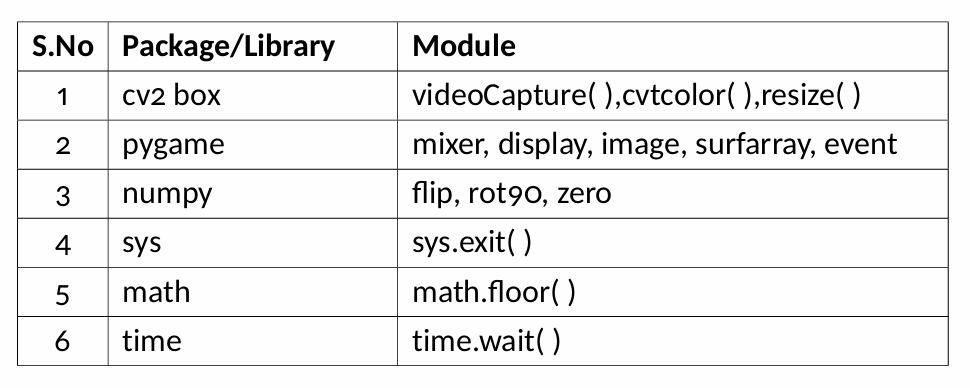 S.No Package/Library Module
1 cv2 box videoCapture( ),cvtcolor( ),resize( )
2 pygame mixer, display, image, surfarray, event
3 numpy flip, rot90, zero
4 sys sys.exit( )
5 math math.floor( )
6 time time.wait( )